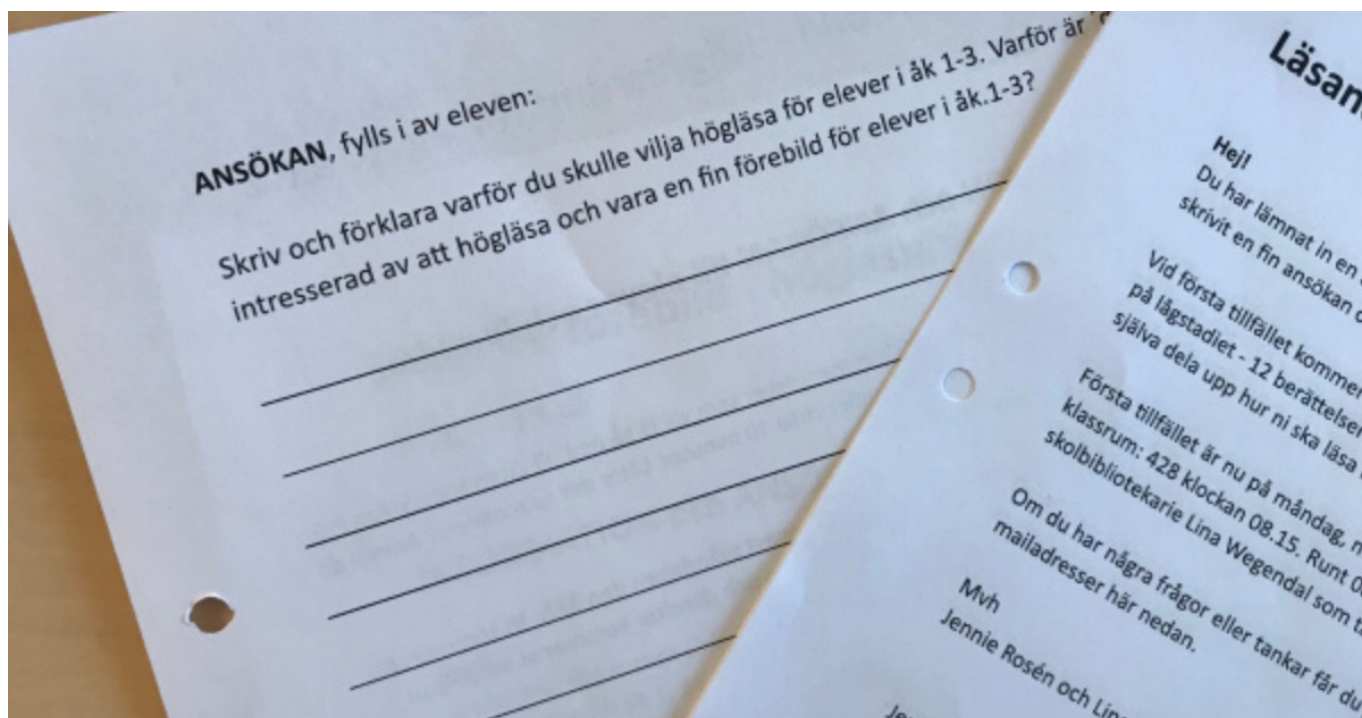 ANSÖKAN, fylls i av eleven:
Skriv och förklara varför du skulle vilja högläsa för elever i åk 1-3. Varför är
intresserad av att högläsa och vara en fin förebild för elever i åk.1-3?
Hej!
Du har lämnat in en
skrivit en fin ansökan
Vid första tillfället kommer
på lågstadiet - 12 berättelser
själva dela upp hur ni ska läsa
Första tillfället är nu på måndag,
klassrum: 428 klockan 08.15. Runt
skolbibliotekarie Lina Wegendal som
Om du har några frågor eller tankar får du
mailadresser här nedan.
Mvh
Jennie Rosén och